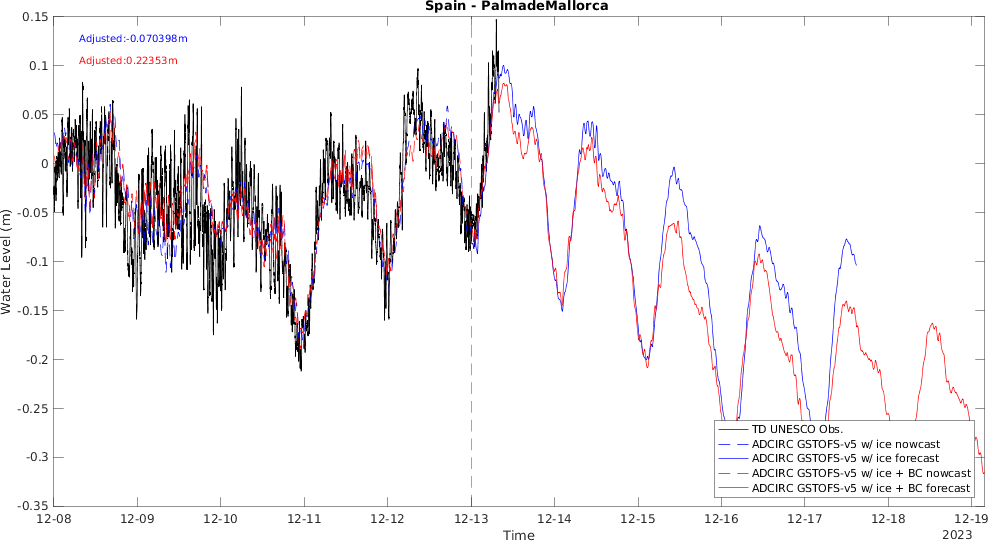 Spain - PalmadeMallorca
Adjusted:-0.070398m
Adjusted:0.22353m
Water Level (m)
0.15
0.1
0.05
0
-0.05
-0.1
-0.15
-0.2
-0.25
-0.3
-0.35
TD UNESCO Obs.
ADCIRC GSTOFS-v5 w/ ice nowcast
ADCIRC GSTOFS-v5 w/ ice forecast
ADCIRC GSTOFS-v5 w/ ice + BC nowcast
ADCIRC GSTOFS-v5 w/ ice + BC forecast
12-08 12-09 12-10 12-11 12-12 12-13 12-14 12-15 12-16 12-17 12-18 12-19
Time
2023